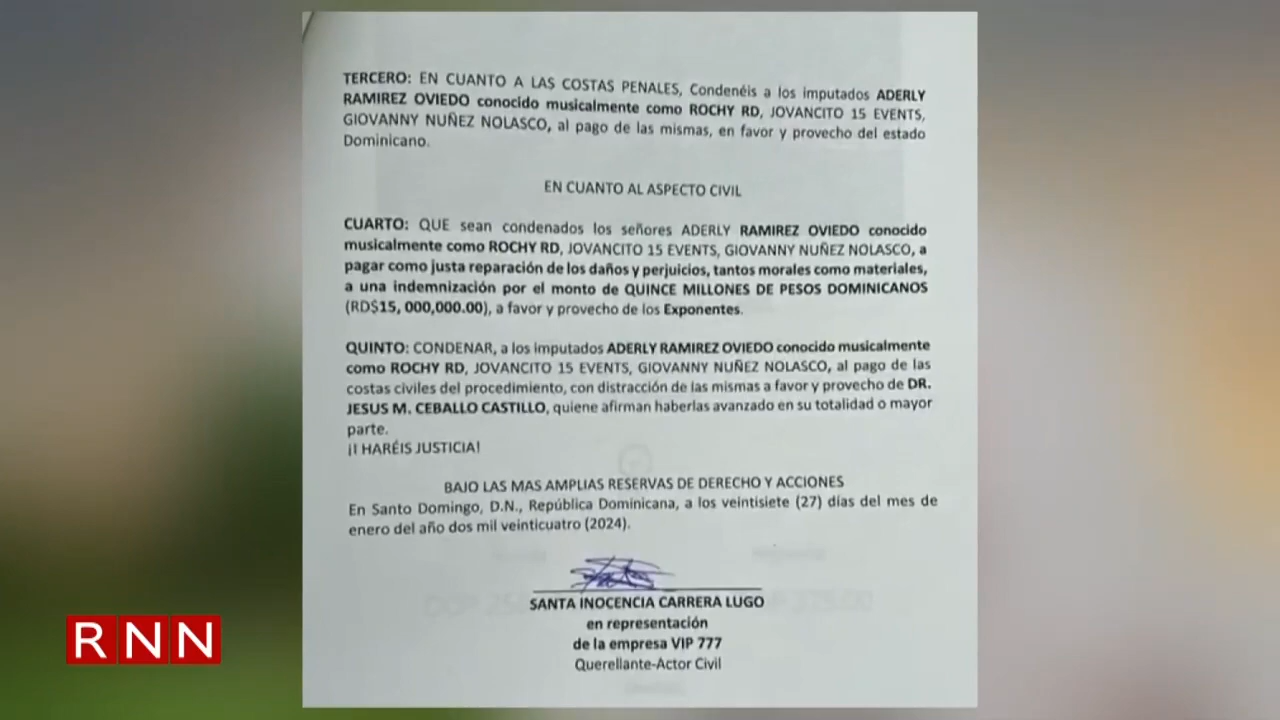 TERCERO: EN CUANTO A LAS COSTAS PENALES, Condenéis a los imputados ADERLY
RAMIREZ OVIEDO conocido musicalmente como ROCHY RD, JOVANCITO 15 EVENTS,
GIOVANNY NUÑEZ NOLASCO, al pago de las mismas, en favor y provecho del estado
Dominicano.
EN CUANTO AL ASPECTO CIVIL
CUARTO: QUE sean condenados los señores ADERLY RAMIREZ OVIEDO conocido
musicalmente como ROCHY RD, JOVANCITO 15 EVENTS, GIOVANNY NUÑEZ NOLASCO, a
pagar como justa reparación de los daños y perjuicios, tantos morales como materiales,
a una indemnización por el monto de QUINCE MILLONES DE PESOS DOMINICANOS
(RD$15, 000,000.00), a favor y provecho de los Exponentes.
QUINTO: CONDENAR, a los imputados ADERLY RAMIREZ OVIEDO conocido musicalmente
como ROCHY RD, JOVANCITO 15 EVENTS, GIOVANNY NUÑEZ NOLASCO, al pago de las
costas civiles del procedimiento, con distracción de las mismas a favor y provecho de DR.
JESUS M. CEBALLO CASTILLO, quiene afirman haberlas avanzado en su totalidad o mayor
parte.
¡I HARÉIS JUSTICIA!
BAJO LAS MAS AMPLIAS RESERVAS DE DERECHO Y ACCIONES
En Santo Domingo, D.N., República Dominicana, a los veintisiete (27) días del mes de
enero del año dos mil veinticuatro (2024).
SANTA INOCENCIA CARRERA LUGO
en representación
de la empresa VIP 777
Querellante-Actor Civil
RNN